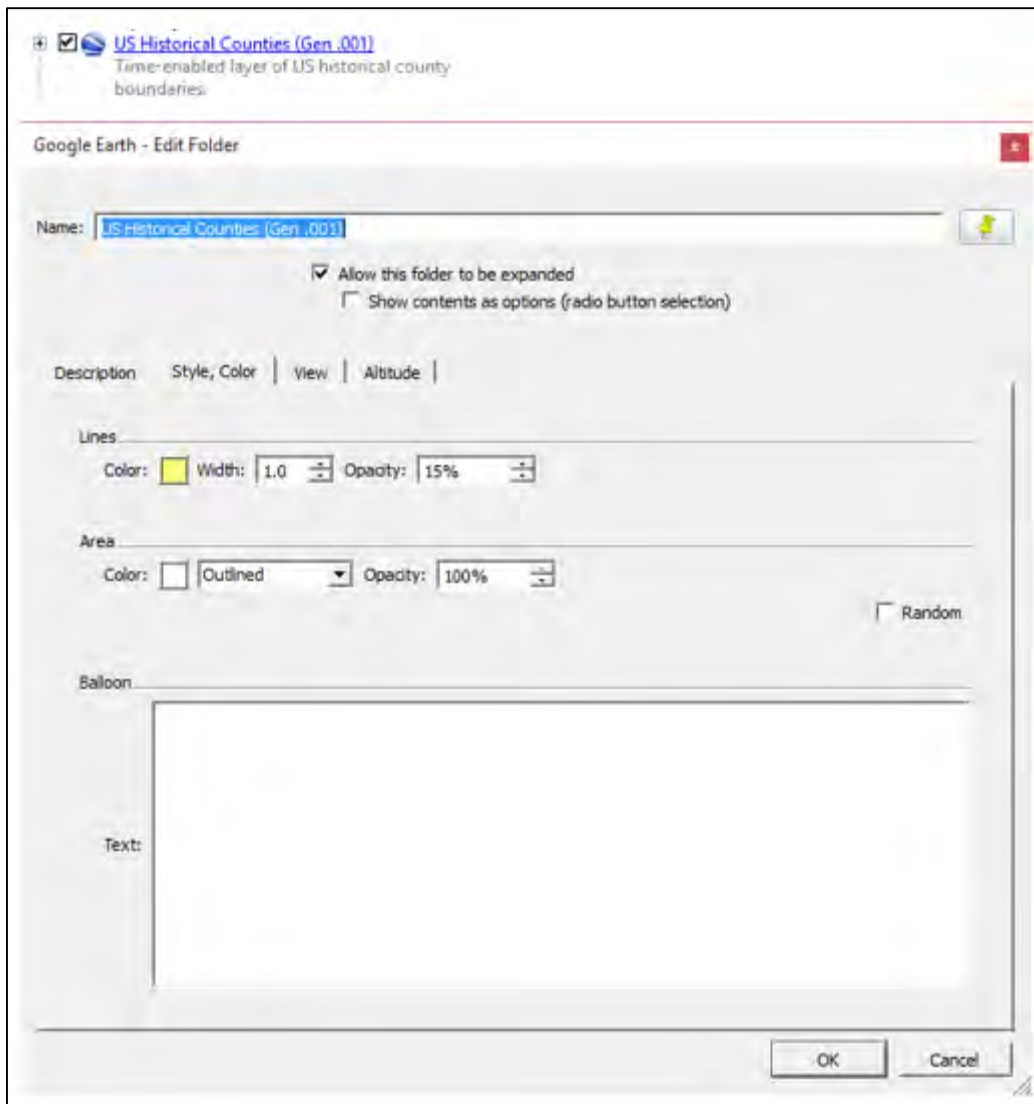 US Historical Counties (Gen .001)
Time-enabled layer of US historical county
boundaries.
Google Earth - Edit Folder
x
Name: US Historical Counties (Gen .001)
Allow this folder to be expanded
Show contents as options (radio button selection)
Description Style, Color View Altitude
Lines
Color: Width: 1.0 Opacity: 15%
Area
Color: Outlined Opacity: 100%
Random
Balloon
Text:
OK Cancel